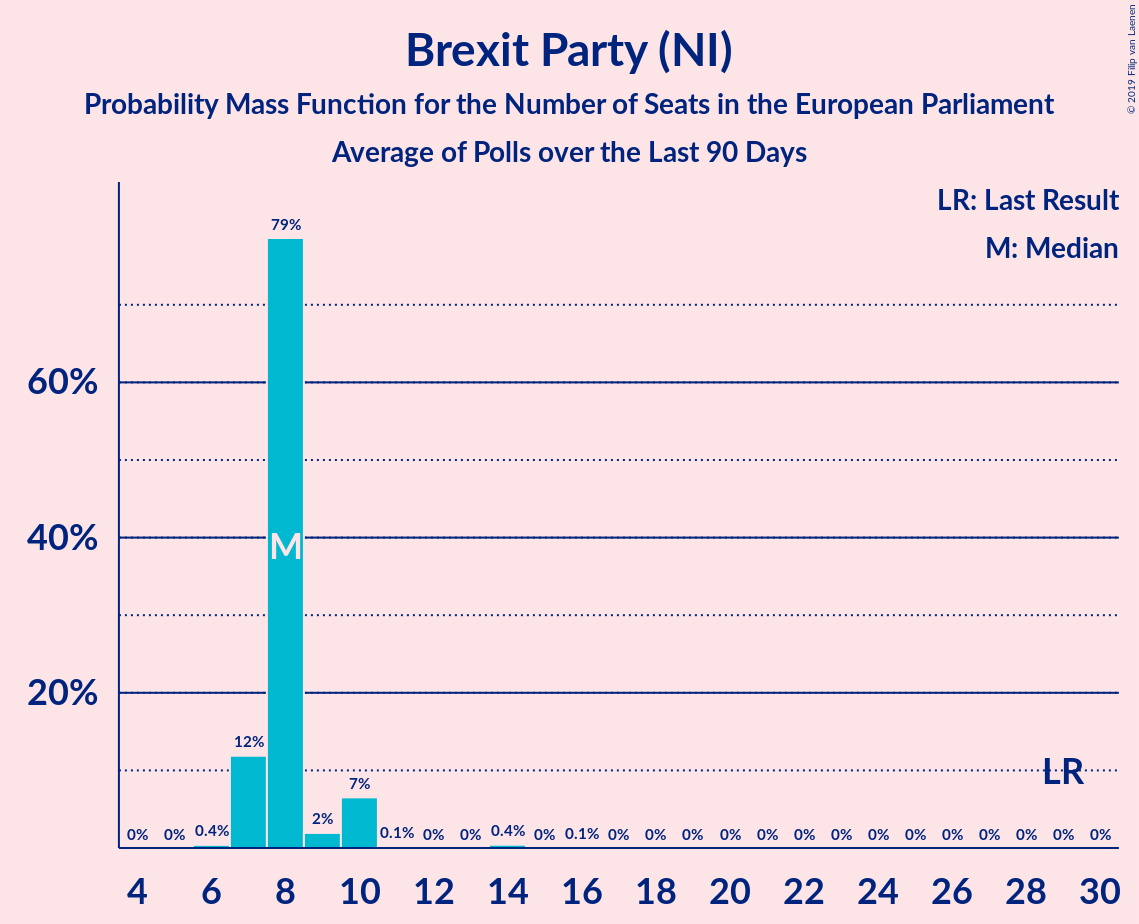 Brexit Party (NI)
Probability Mass Function for the Number of Seats in the European Parliament
Average of Polls over the Last 90 Days
© 2019 Filip van Laenen
LR: Last Result
M: Median
79%
60%
M
40%
20%
12%
LR
7%
2%
0% 0% 0.4% 0.1% 0% 0% 0.4% 0% 0.1% 0% 0% 0% 0% 0% 0% 0% 0% 0% 0% 0% 0% 0% 0%
4 6 8 10 12 14 16 18 20 22 24 26 28 30